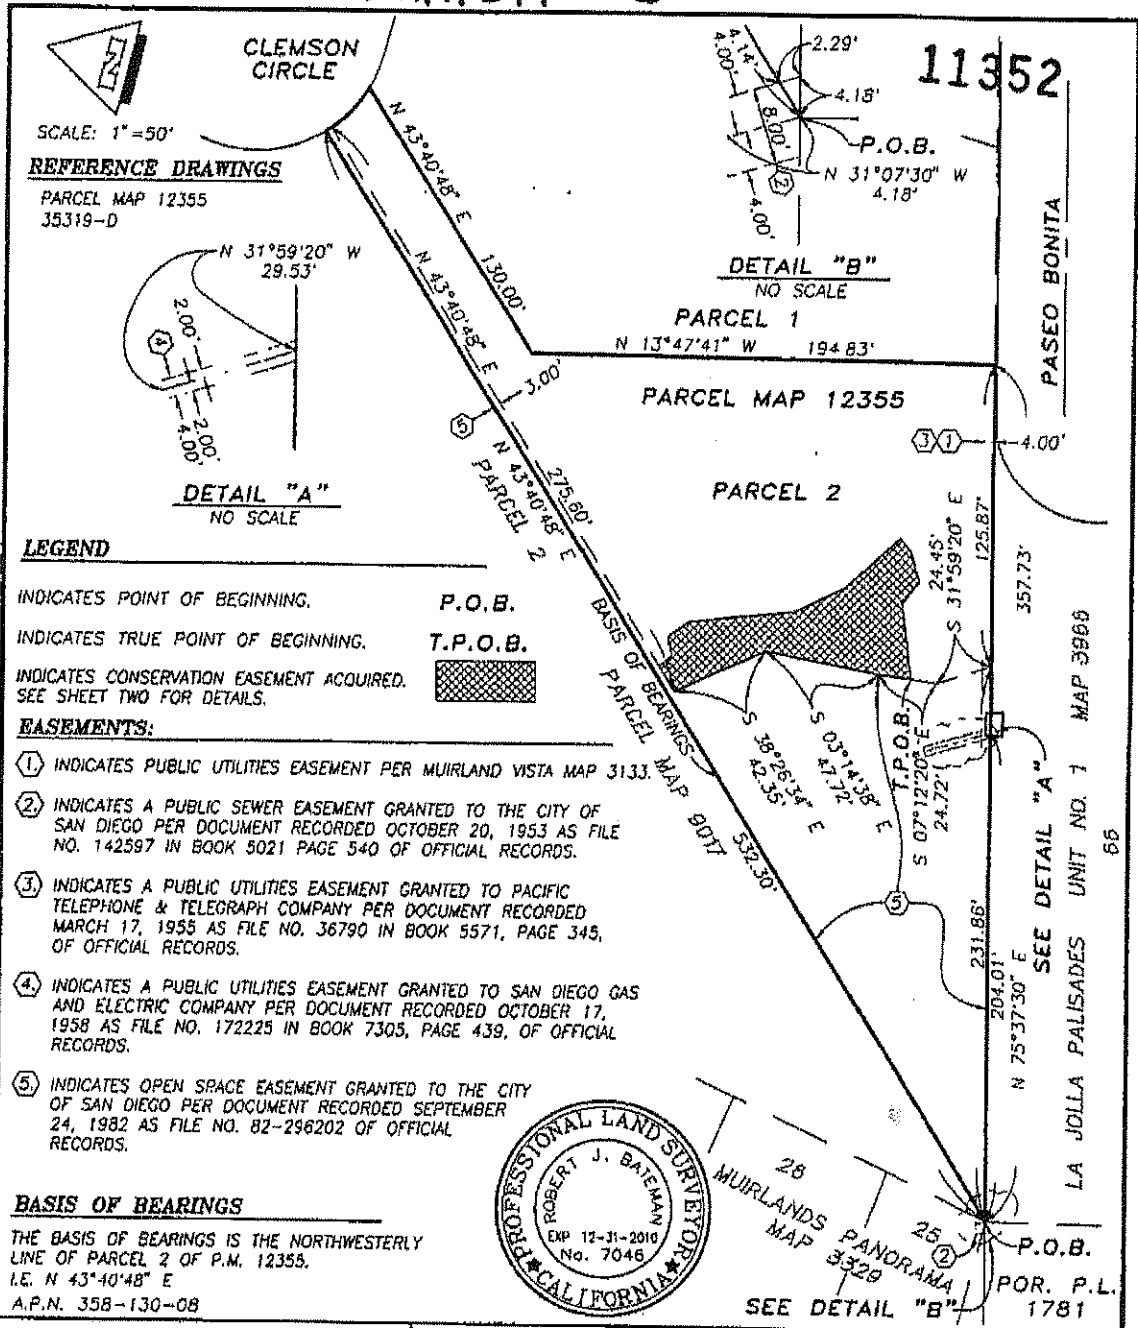 11352
N
CLEMSON
CIRCLE
SCALE: 1"=50'
REFERENCE DRAWINGS
PARCEL MAP 12355
35319-D
N 31°59'20" W
29.53'
2.00'
4
2.00'
4.00'
DETAIL "A"
NO SCALE
N 43°40'48" E
130.00'
N 43°40'48" E
3.00'
5
N 43°40'48" E
275.60'
PARCEL 2
BASIS OF BEARINGS
PARCEL MAP 9017
532.30'
4.14'
4.00'
2.29'
4.18'
8.00'
P.O.B.
N 31°07'30" W
4.18'
2
4.00'
DETAIL "B"
NO SCALE
PARCEL 1
N 13°47'41" W 194.83'
PARCEL MAP 12355
3 1
4.00'
PARCEL 2
PASEO BONITA
24.45'
S 31°59'20" E
125.87'
357.73'
S 38°26'34" E
42.35'
S 03°14'38" E
47.72'
T.P.O.B.
S 07°12'20" E
24.72'
5
231.86'
204.01'
N 75°37'30" E
SEE DETAIL "A"
LA JOLLA PALISADES UNIT NO. 1 MAP 3966
66
LEGEND
INDICATES POINT OF BEGINNING. P.O.B.
INDICATES TRUE POINT OF BEGINNING. T.P.O.B.
INDICATES CONSERVATION EASEMENT ACQUIRED.
SEE SHEET TWO FOR DETAILS.
EASEMENTS:
1. INDICATES PUBLIC UTILITIES EASEMENT PER MUIRLAND VISTA MAP 3133.
2. INDICATES A PUBLIC SEWER EASEMENT GRANTED TO THE CITY OF
SAN DIEGO PER DOCUMENT RECORDED OCTOBER 20, 1953 AS FILE
NO. 142597 IN BOOK 5021 PAGE 540 OF OFFICIAL RECORDS.
3. INDICATES A PUBLIC UTILITIES EASEMENT GRANTED TO PACIFIC
TELEPHONE & TELEGRAPH COMPANY PER DOCUMENT RECORDED
MARCH 17, 1955 AS FILE NO. 36790 IN BOOK 5571, PAGE 345,
OF OFFICIAL RECORDS.
4. INDICATES A PUBLIC UTILITIES EASEMENT GRANTED TO SAN DIEGO GAS
AND ELECTRIC COMPANY PER DOCUMENT RECORDED OCTOBER 17,
1958 AS FILE NO. 172225 IN BOOK 7305, PAGE 439, OF OFFICIAL
RECORDS.
5. INDICATES OPEN SPACE EASEMENT GRANTED TO THE CITY
OF SAN DIEGO PER DOCUMENT RECORDED SEPTEMBER
24, 1982 AS FILE NO. 82-296202 OF OFFICIAL
RECORDS.
BASIS OF BEARINGS
THE BASIS OF BEARINGS IS THE NORTHWESTERLY
LINE OF PARCEL 2 OF P.M. 12355.
I.E. N 43°40'48" E
A.P.N. 358-130-08
PROFESSIONAL LAND SURVEYOR
ROBERT J. BATEMAN
EXP 12-31-2010
No. 7046
CALIFORNIA
26
MUIRLANDS PANORAMA
MAP 3329
25
2
P.O.B.
POR. P.L.
1781
SEE DETAIL "B"